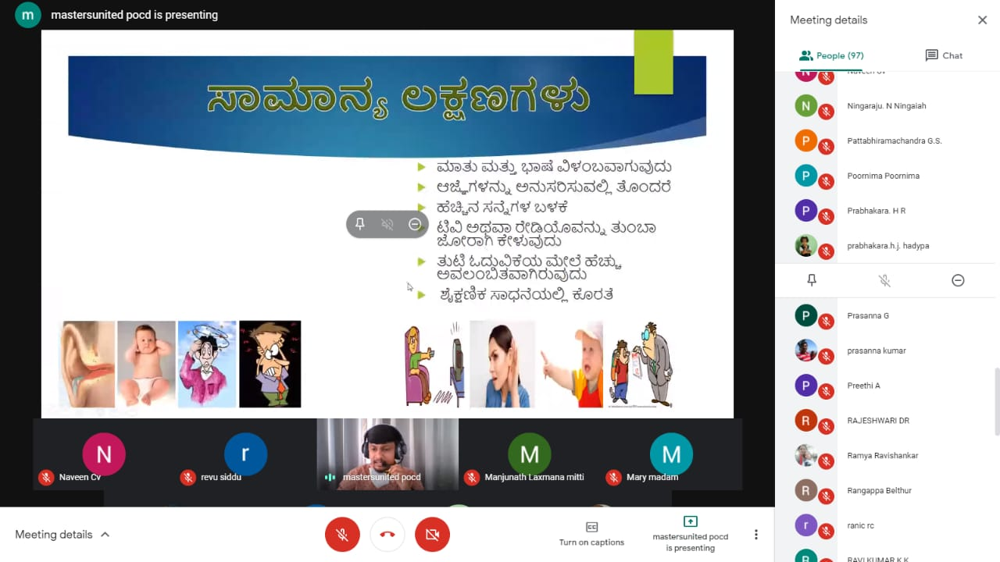 m
mastersunited pocd is presenting
ಸಾಮಾನ್ಯ ಲಕ್ಷಣಗಳು
ಮಾತು ಮತ್ತು ಭಾಷೆ ವಿಳಂಬವಾಗುವುದು
ಆಜ್ಞೆಗಳನ್ನು ಅನುಸರಿಸುವಲ್ಲಿ ತೊಂದರೆ
ಹೆಚ್ಚಿನ ಸನ್ನೆಗಳ ಬಳಕೆ
ಟಿವಿ ಅಥವಾ ರೇಡಿಯೊವನ್ನು ತುಂಬಾ
ಜೋರಾಗಿ ಕೇಳುವುದು
ತುಟಿ ಓದುವಿಕೆಯ ಮೇಲೆ ಹೆಚ್ಚು
ಅವಲಂಬಿತವಾಗಿರುವುದು
ಶೈಕ್ಷಣಿಕ ಸಾಧನೆಯಲ್ಲಿ ಕೊರತೆ
N
Naveen Cv
r
revu siddu
mastersunited pocd
M
Manjunath Laxmana mitti
M
Mary madam
Meeting details
CC
Turn on captions
mastersunited pocd
is presenting
Meeting details
People (97)
Chat
N
Naveen Cv
N
Ningaraju. N Ningaiah
P
Pattabhiramachandra G.S.
P
Poornima Poornima
P
Prabhakara. H R
prabhakara.h.j. hadypa
P
Prasanna G
prasanna kumar
P
Preethi A
R
RAJESHWARI DR
Ramya Ravishankar
R
Rangappa Belthur
r
ranic rc
R
RAVI KUMAR K K